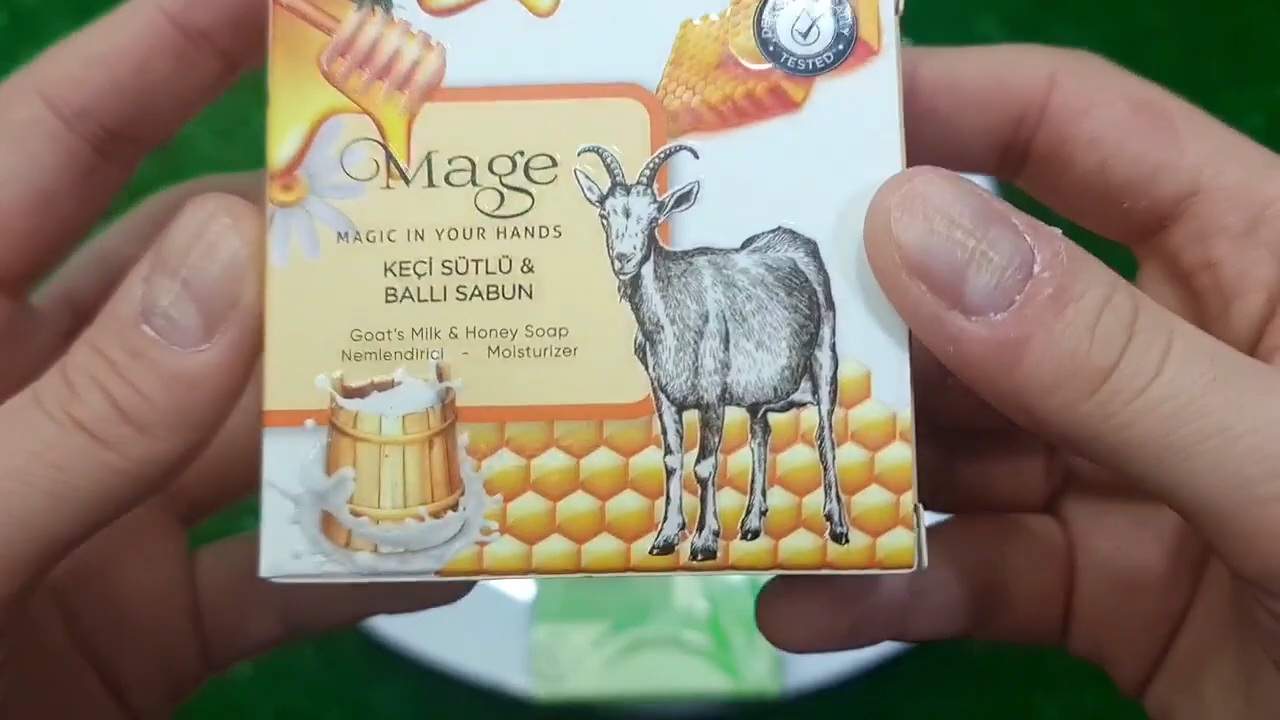 TESTED
Mage
MAGIC IN YOUR HANDS
KEÇİ SÜTLÜ &
BALLI SABUN
Goat's Milk & Honey Soap
Nemlendirici - Moisturizer